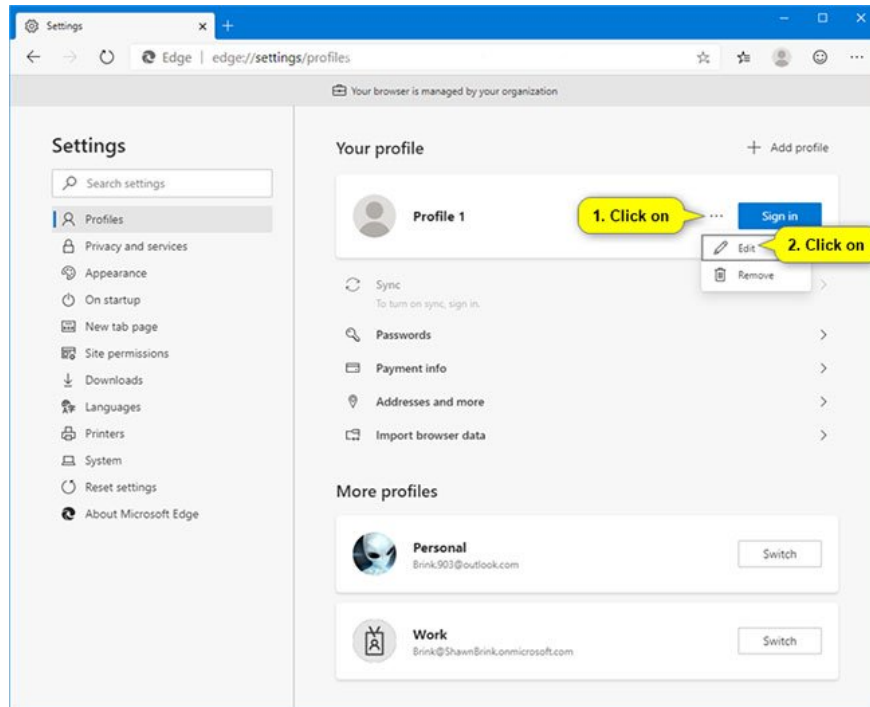 Settings
Edge | edge://settings/profiles
Your browser is managed by your organization
Settings
Search settings
Profiles
Privacy and services
Appearance
On startup
New tab page
Site permissions
Downloads
Languages
Printers
System
Reset settings
About Microsoft Edge
Your profile
+ Add profile
Profile 1
1. Click on
...
Sign in
Edit
2. Click on
Remove
Sync
To turn on sync, sign in.
Passwords
Payment info
Addresses and more
Import browser data
More profiles
Personal
Brink.903@outlook.com
Switch
Work
Brink@ShawnBrink.onmicrosoft.com
Switch